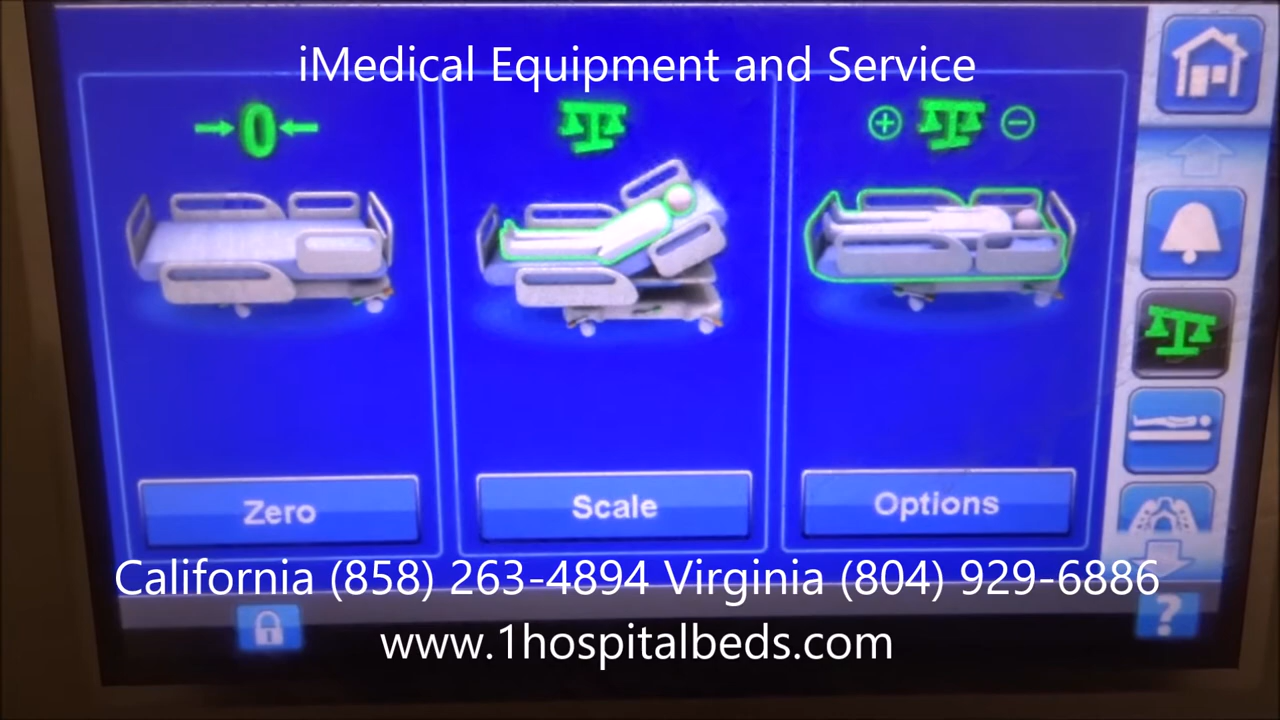 iMedical Equipment and Service
0
Zero
Scale
Options
California (858) 263-4894 Virginia (804) 929-6886
?
www.1hospitalbeds.com